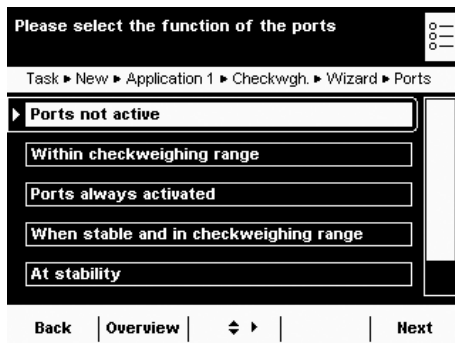 Please select the function of the ports
Task ▸ New ▸ Application 1 ▸ Checkwgh. ▸ Wizard ▸ Ports
Ports not active
Within checkweighing range
Ports always activated
When stable and in checkweighing range
At stability
Back Overview Next